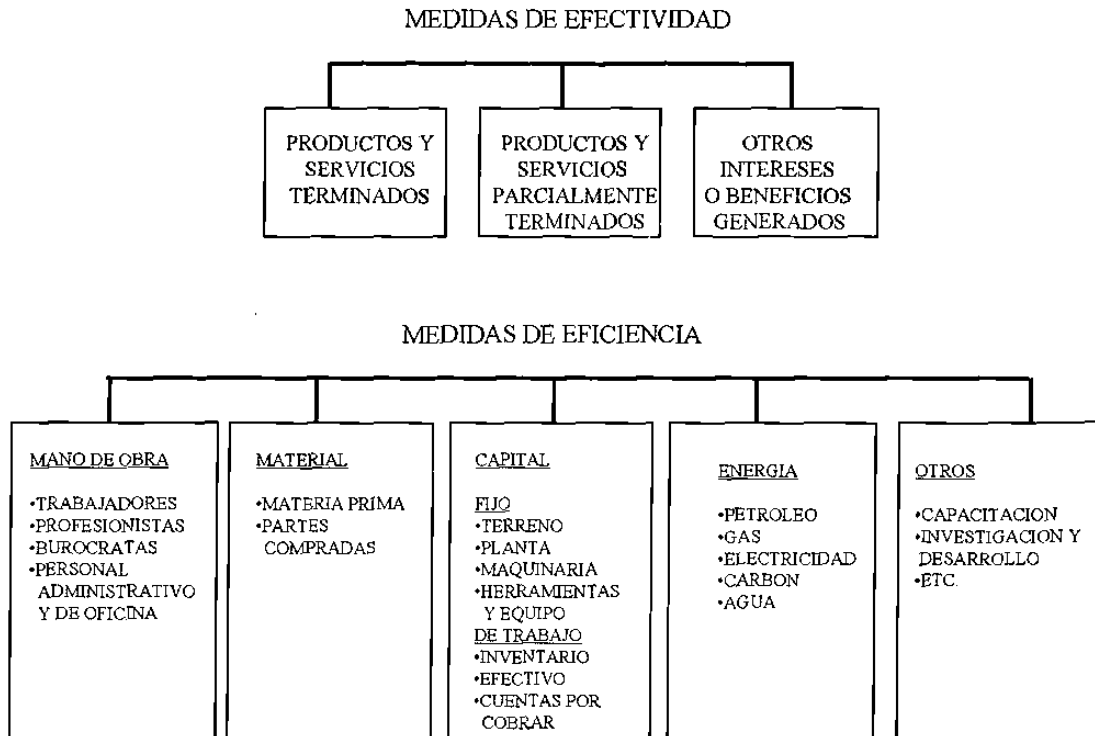 MEDIDAS DE EFECTIVIDAD
PRODUCTOS Y
SERVICIOS
TERMINADOS
PRODUCTOS Y
SERVICIOS
PARCIALMENTE
TERMINADOS
OTROS
INTERESES
O BENEFICIOS
GENERADOS
MEDIDAS DE EFICIENCIA
MANO DE OBRA
•TRABAJADORES
•PROFESIONISTAS
•BUROCRATAS
•PERSONAL
ADMINISTRATIVO
Y DE OFICINA
MATERIAL
•MATERIA PRIMA
•PARTES
COMPRADAS
CAPITAL
FIJO
•TERRENO
•PLANTA
•MAQUINARIA
•HERRAMIENTAS
Y EQUIPO
DE TRABAJO
•INVENTARIO
•EFECTIVO
•CUENTAS POR
COBRAR
ENERGIA
•PETROLEO
•GAS
•ELECTRICIDAD
•CARBON
•AGUA
OTROS
•CAPACITACION
•INVESTIGACION Y
DESARROLLO
•ETC.